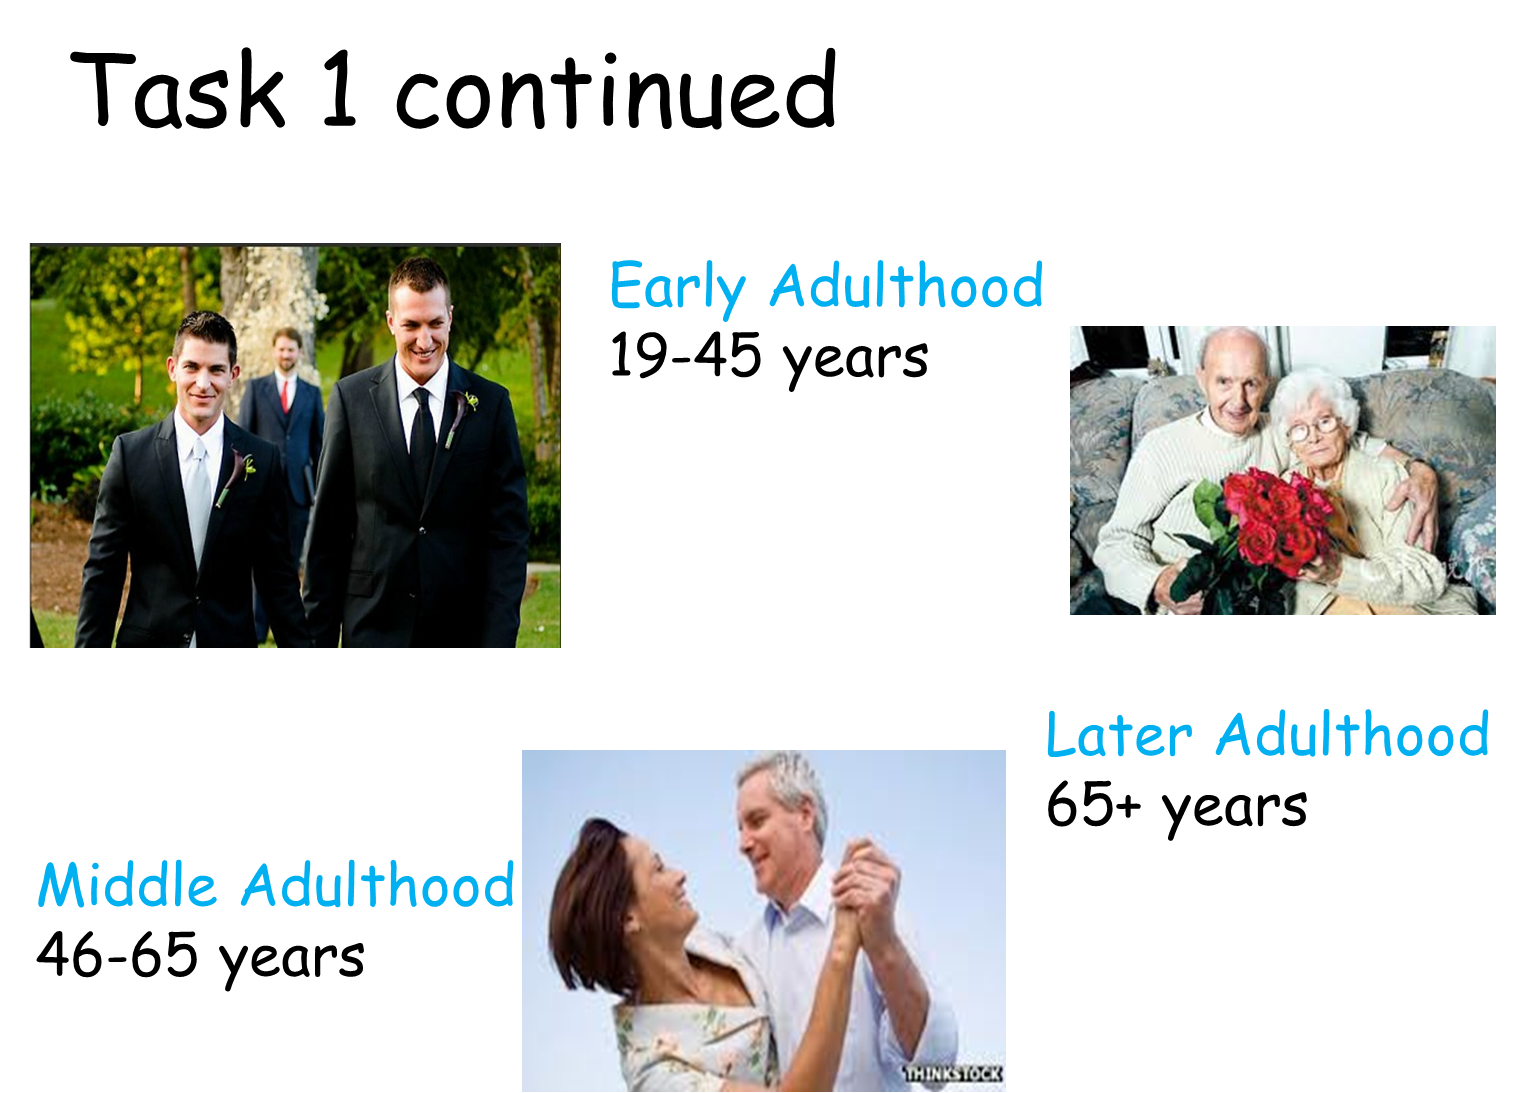 Task 1 continued
Early Adulthood
19-45 years
Later Adulthood
65+ years
Middle Adulthood
46-65 years
THINKSTOCK